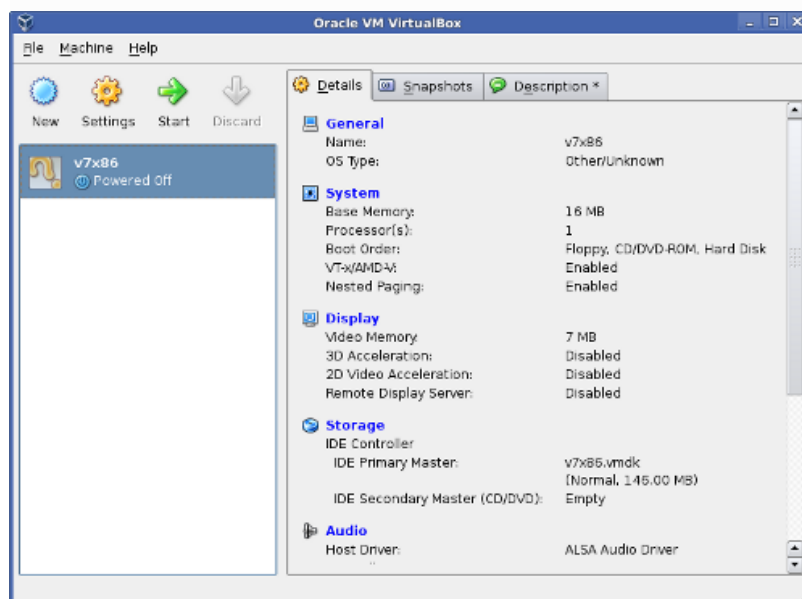 Oracle VM VirtualBox
File Machine Help
New Settings Start Discard
v7x86
Powered Off
Details Snapshots Description *
General
Name: v7x86
OS Type: Other/Unknown
System
Base Memory: 16 MB
Processor(s): 1
Boot Order: Floppy, CD/DVD-ROM, Hard Disk
VT-x/AMD-V: Enabled
Nested Paging: Enabled
Display
Video Memory: 7 MB
3D Acceleration: Disabled
2D Video Acceleration: Disabled
Remote Display Server: Disabled
Storage
IDE Controller
IDE Primary Master: v7x86.vmdk
(Normal, 146.00 MB)
IDE Secondary Master (CD/DVD): Empty
Audio
Host Driver: ALSA Audio Driver